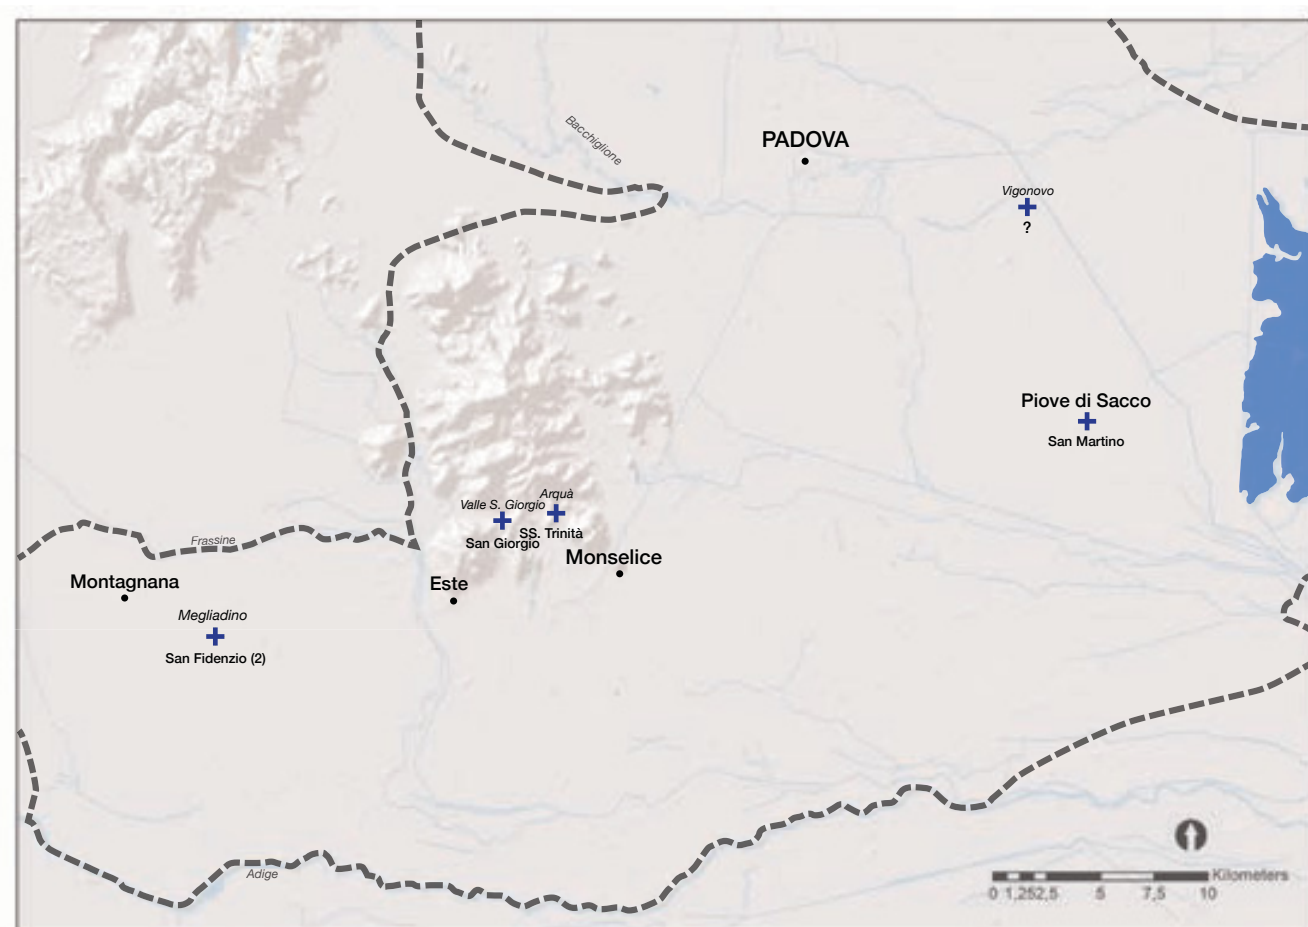 Bacchiglione
PADOVA
Vigonovo
?
Piove di Sacco
San Martino
Arquà
Valle S. Giorgio
SS. Trinità
San Giorgio
Monselice
Frassine
Montagnana
Este
Megliadino
San Fidenzio (2)
Adige
Kilometers
0 1,252,5 5 7,5 10